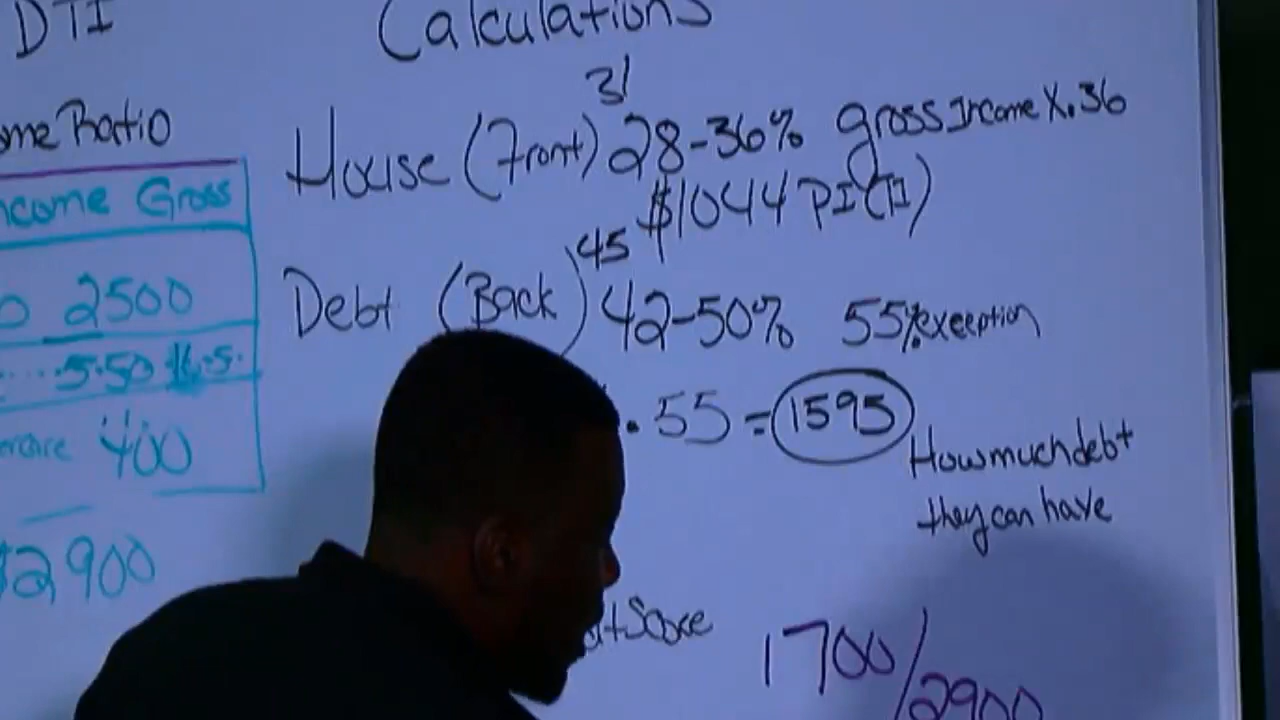 DTI
Calculations
me Ratio
ncome Gross
2500
5.50
400
$2900
31
House (Front) 28-36% gross Income X.36
$1044 PI(TI)
45
Debt (Back) 42-50% 55% exception
.55 = 1595
How much debt
they can have
Score
1700/2900